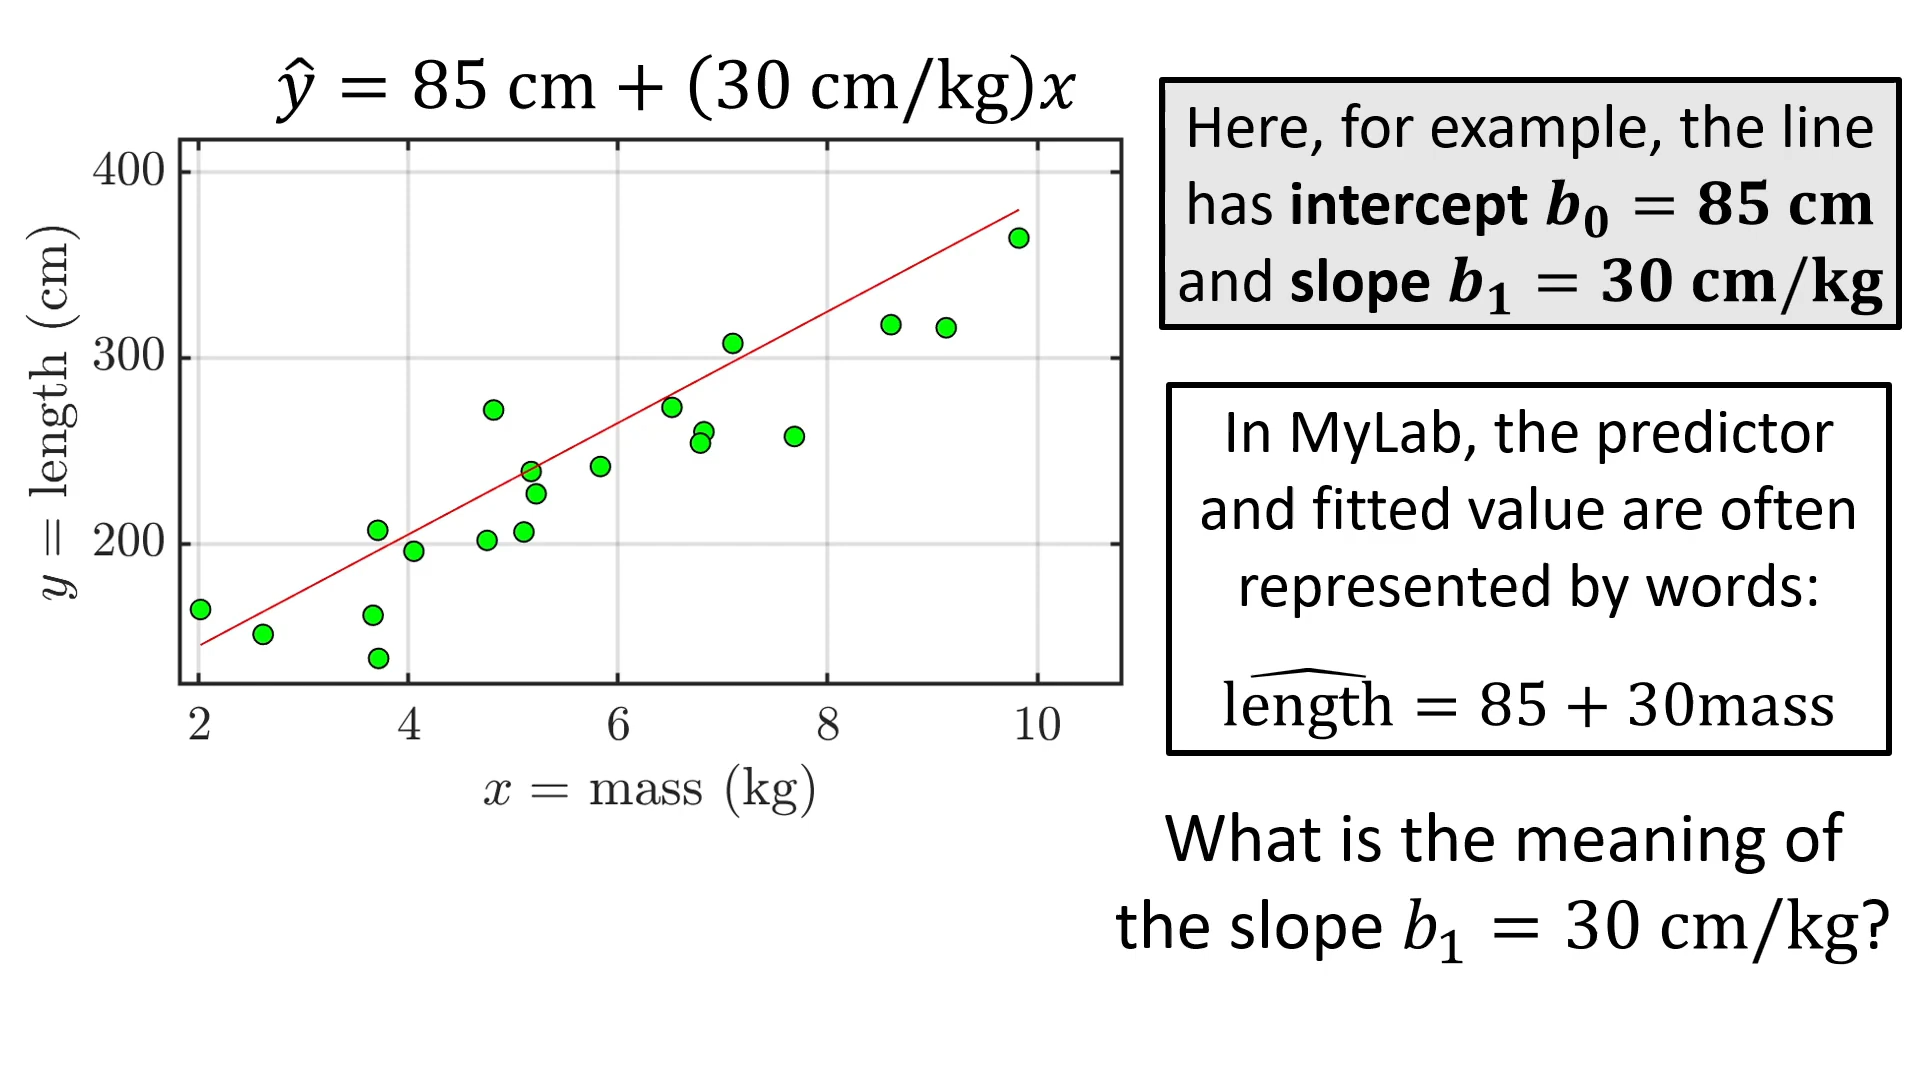 ŷ = 85 cm + (30 cm/kg)x
400
300
200
y = length (cm)
2 4 6 8 10
x = mass (kg)
Here, for example, the line
has intercept b₀ = 85 cm
and slope b₁ = 30 cm/kg
In MyLab, the predictor
and fitted value are often
represented by words:
lengtĥ = 85 + 30mass
What is the meaning of
the slope b₁ = 30 cm/kg?